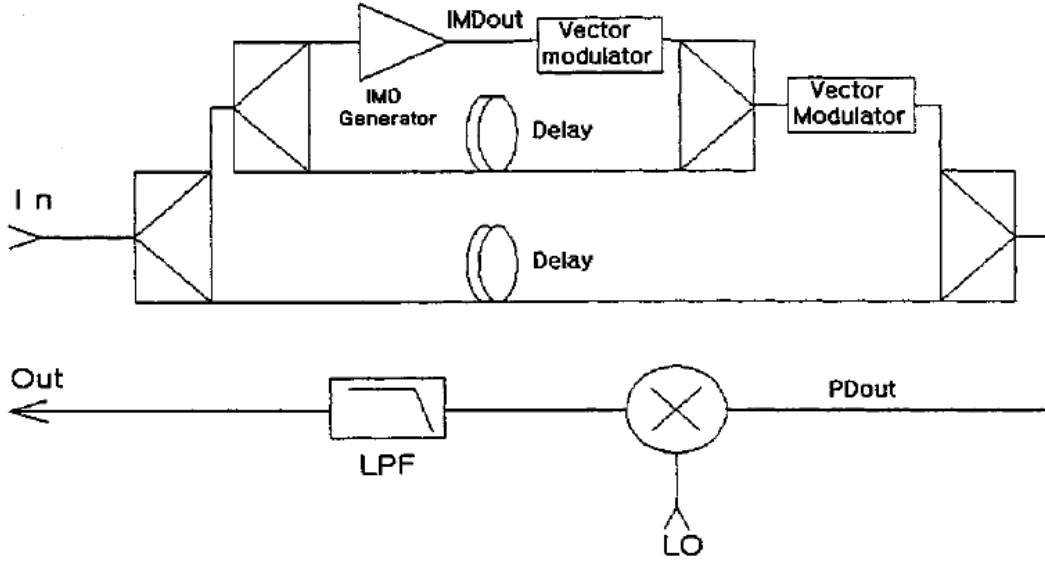 IMDout
Vector
modulator
IMD
Generator
Delay
Vector
Modulator
In
Delay
Out
PDout
LPF
LO